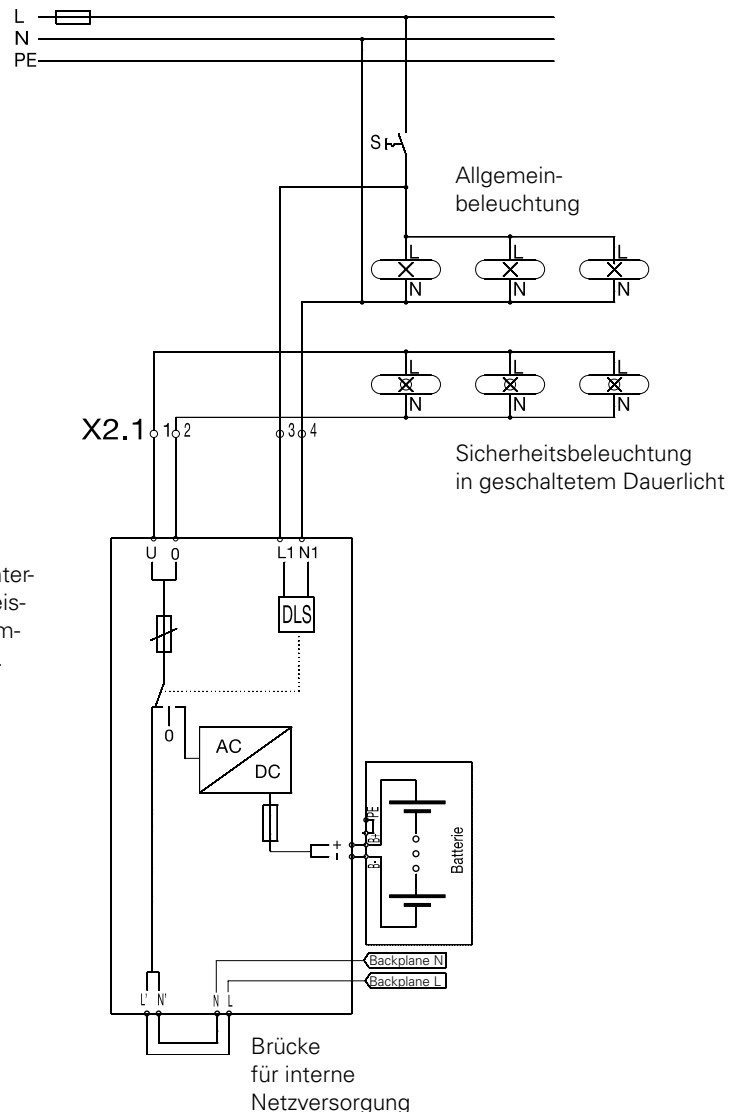 L
N
PE
S
Allgemein-
beleuchtung
L L L
N N N
L L L
N N N
X2.1 1 2 3 4
Sicherheitsbeleuchtung
in geschaltetem Dauerlicht
U 0 L1 N1
DLS
0
AC
DC
+
-
PE
B+
B-
Batterie
Backplane N
Backplane L
L' N' N L
Brücke
für interne
Netzversorgung